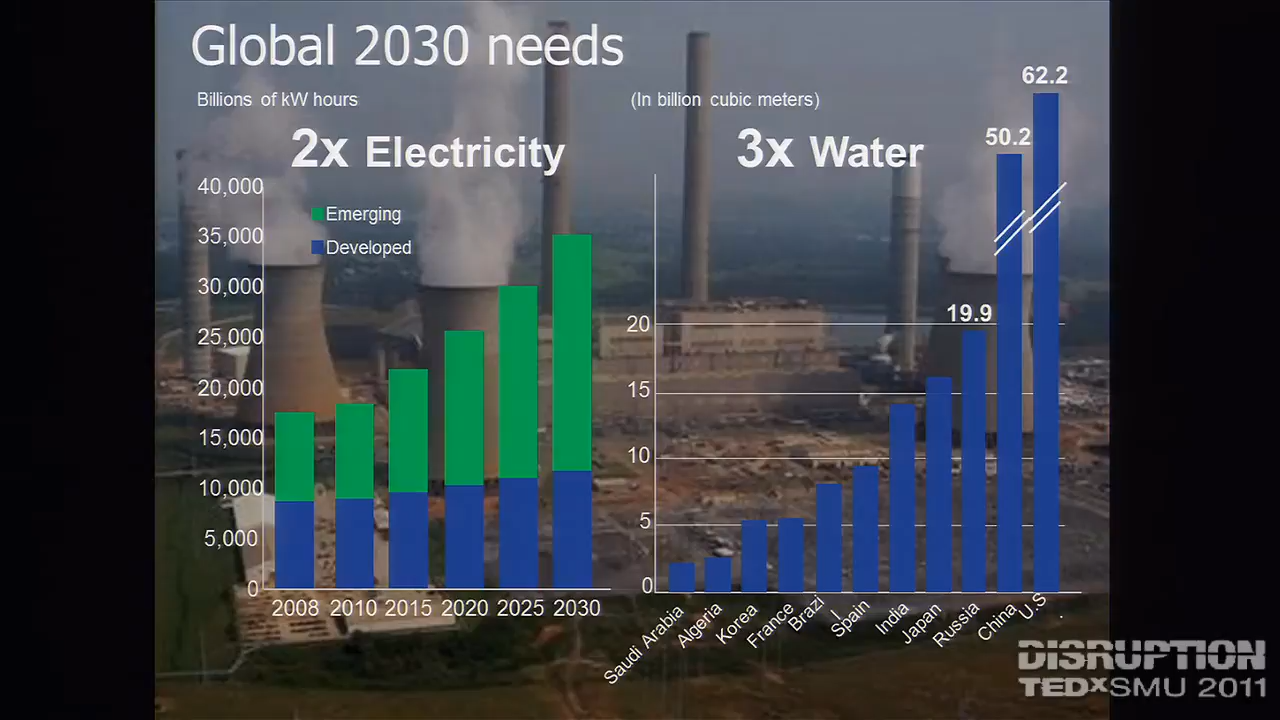 Global 2030 needs
Billions of kW hours
2x Electricity
40,000
35,000
30,000
25,000
20,000
15,000
10,000
5,000
0
Emerging
Developed
2008 2010 2015 2020 2025 2030
(In billion cubic meters)
3x Water
62.2
50.2
19.9
20
15
10
5
0
Saudi Arabia
Algeria
Korea
France
Brazi
l
Spain
India
Japan
Russia
China
U.S
.
DISRUPTION
TEDxSMU 2011